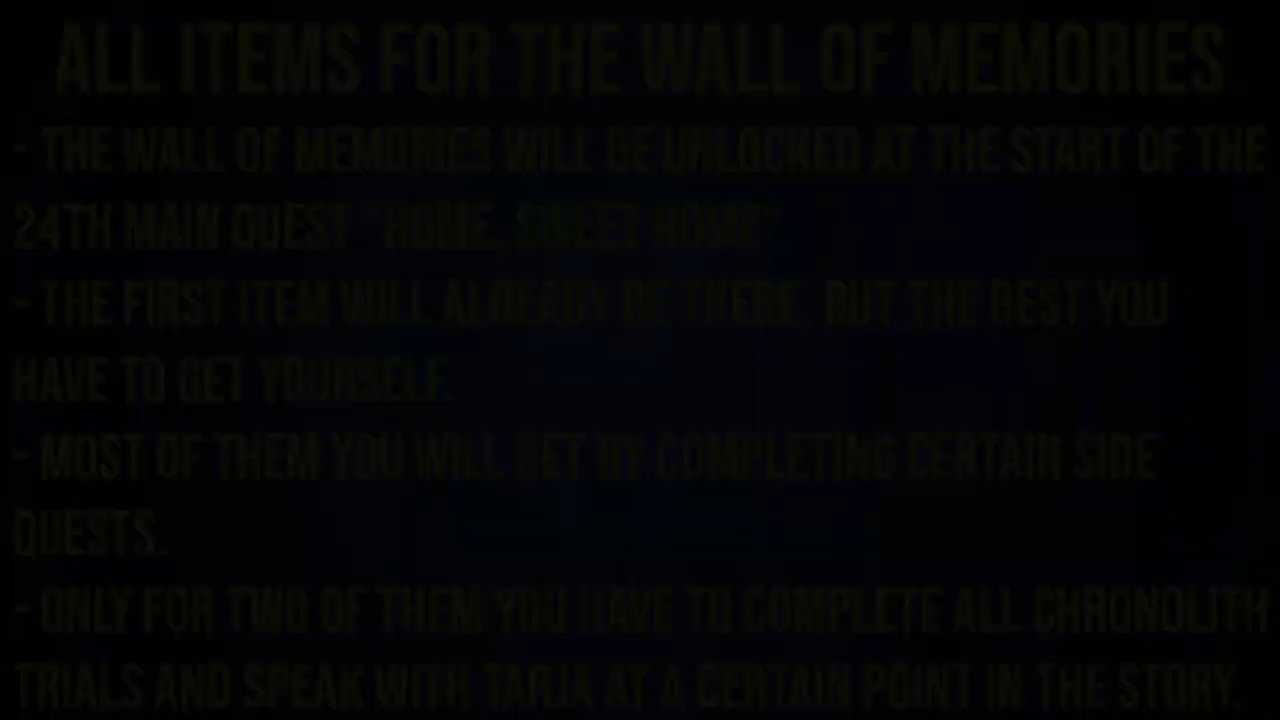 ALL ITEMS FOR THE WALL OF MEMORIES
- THE WALL OF MEMORIES WILL BE UNLOCKED AT THE START OF THE
24TH MAIN QUEST "HOME, SWEET HOME"
- THE FIRST ITEM WILL ALREADY BE THERE, BUT THE REST YOU
HAVE TO GET YOURSELF.
- MOST OF THEM YOU WILL GET BY COMPLETING CERTAIN SIDE
QUESTS.
- ONLY FOR TWO OF THEM YOU HAVE TO COMPLETE ALL CHRONOLITH
TRIALS AND SPEAK WITH TARJA AT A CERTAIN POINT IN THE STORY.